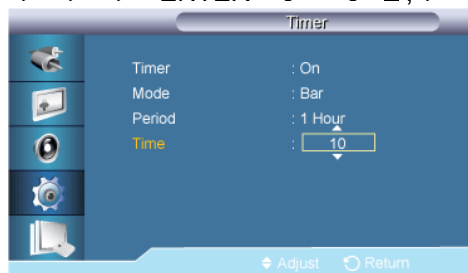 Timer
Timer : On
Mode : Bar
Period : 1 Hour
Time : 10
Adjust Return